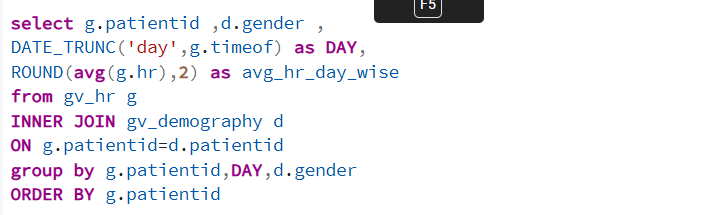 F5
select g.patientid ,d.gender ,
DATE_TRUNC('day',g.timeof) as DAY,
ROUND(avg(g.hr),2) as avg_hr_day_wise
from gv_hr g
INNER JOIN gv_demography d
ON g.patientid=d.patientid
group by g.patientid,DAY,d.gender
ORDER BY g.patientid